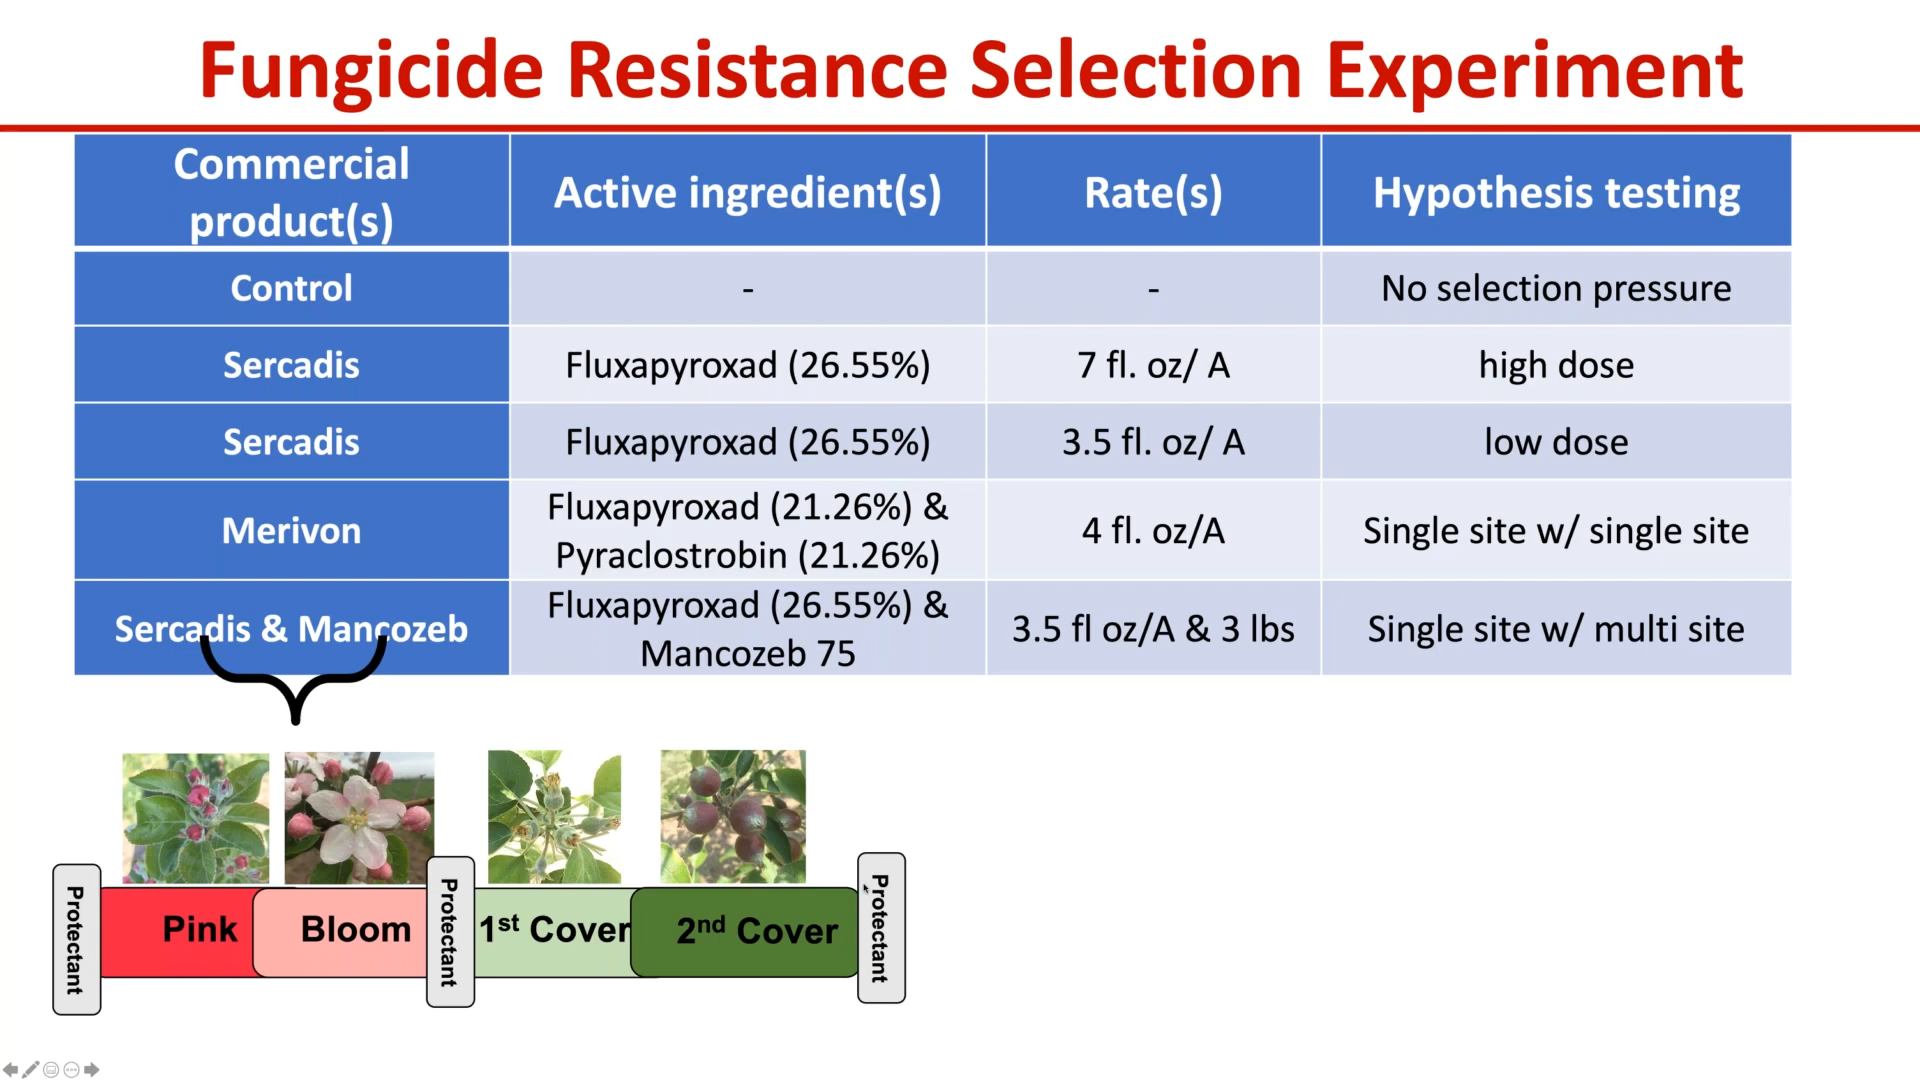 Fungicide Resistance Selection Experiment
Commercial
product(s)
Active ingredient(s)
Rate(s)
Hypothesis testing
Control
-
-
No selection pressure
Sercadis
Fluxapyroxad (26.55%)
7 fl. oz/ A
high dose
Sercadis
Fluxapyroxad (26.55%)
3.5 fl. oz/ A
low dose
Merivon
Fluxapyroxad (21.26%) &
Pyraclostrobin (21.26%)
4 fl. oz/A
Single site w/ single site
Sercadis & Mancozeb
Fluxapyroxad (26.55%) &
Mancozeb 75
3.5 fl oz/A & 3 lbs
Single site w/ multi site
Protectant
Pink
Bloom
Protectant
1st Cover
2nd Cover
Protectant